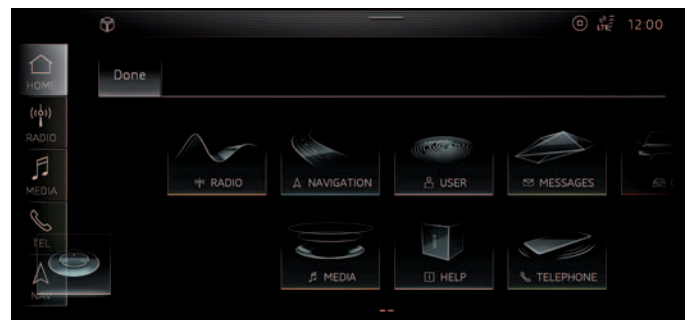 LTE 12:00
HOME
Done
RADIO
MEDIA
TEL
NAV
RADIO NAVIGATION USER MESSAGES
MEDIA HELP TELEPHONE